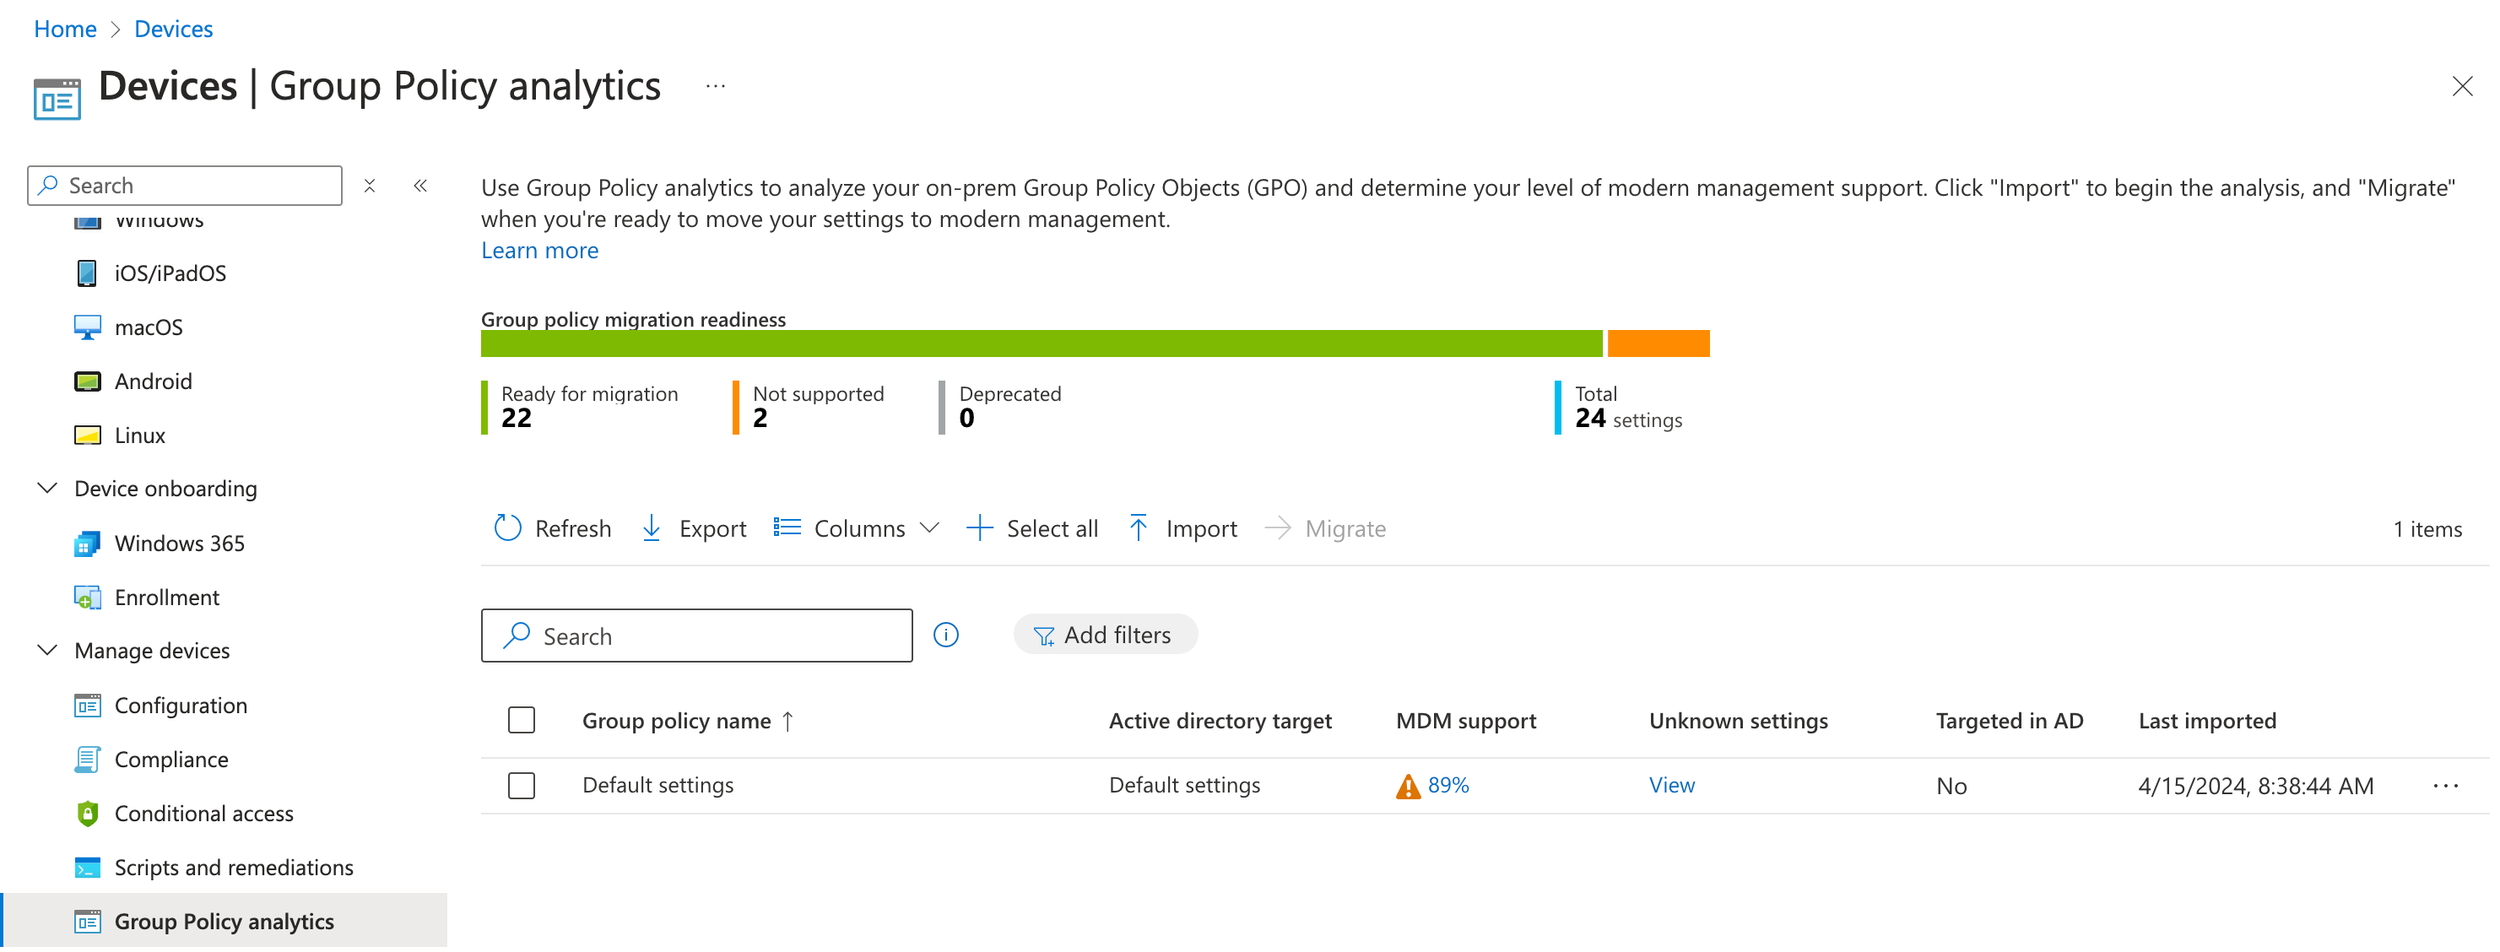 Home > Devices
Devices | Group Policy analytics ...
Search
Windows
iOS/iPadOS
macOS
Android
Linux
Device onboarding
Windows 365
Enrollment
Manage devices
Configuration
Compliance
Conditional access
Scripts and remediations
Group Policy analytics
Use Group Policy analytics to analyze your on-prem Group Policy Objects (GPO) and determine your level of modern management support. Click "Import" to begin the analysis, and "Migrate"
when you're ready to move your settings to modern management.
Learn more
Group policy migration readiness
Ready for migration
22
Not supported
2
Deprecated
0
Total
24 settings
Refresh Export Columns Select all Import Migrate 1 items
Search Add filters
Group policy name ↑ Active directory target MDM support Unknown settings Targeted in AD Last imported
Default settings Default settings 89% View No 4/15/2024, 8:38:44 AM ...